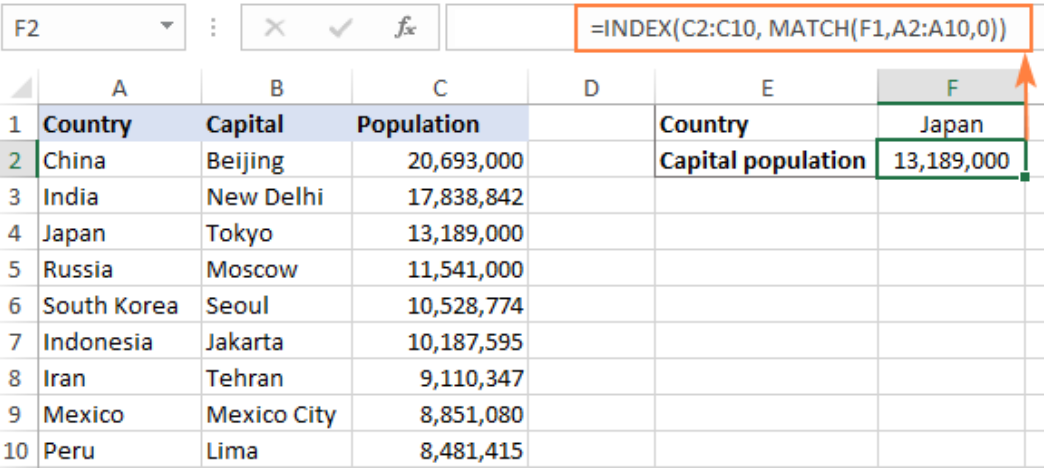 F2 fx =INDEX(C2:C10, MATCH(F1,A2:A10,0))
A B C D E F
1 Country Capital Population Country Japan
2 China Beijing 20,693,000 Capital population 13,189,000
3 India New Delhi 17,838,842
4 Japan Tokyo 13,189,000
5 Russia Moscow 11,541,000
6 South Korea Seoul 10,528,774
7 Indonesia Jakarta 10,187,595
8 Iran Tehran 9,110,347
9 Mexico Mexico City 8,851,080
10 Peru Lima 8,481,415